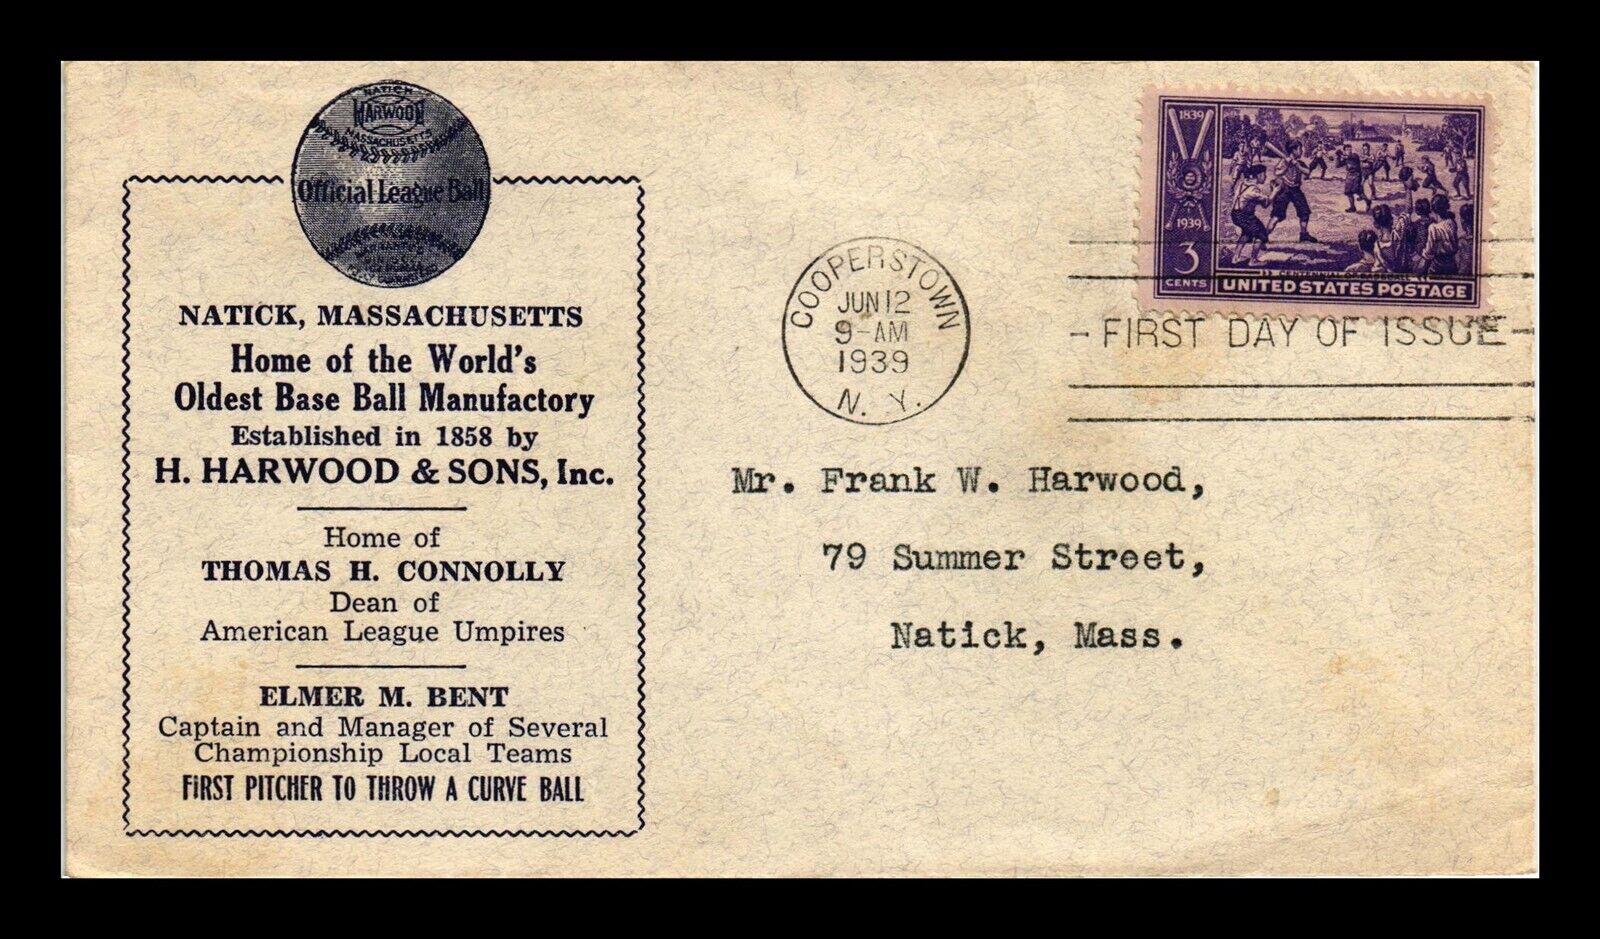 NATICK
HARWOOD
MASSACHUSETTS
Official League Ball
NATICK, MASSACHUSETTS
Home of the World's
Oldest Base Ball Manufactory
Established in 1858 by
H. HARWOOD & SONS, Inc.
Home of
THOMAS H. CONNOLLY
Dean of
American League Umpires
ELMER M. BENT
Captain and Manager of Several
Championship Local Teams
FIRST PITCHER TO THROW A CURVE BALL
COOPERSTOWN
JUN 12
9-AM
1939
N. Y.
1839
1939
3
CENTS
CENTENNIAL OF BASEBALL
UNITED STATES POSTAGE
- FIRST DAY OF ISSUE -
Mr. Frank W. Harwood,
79 Summer Street,
Natick, Mass.